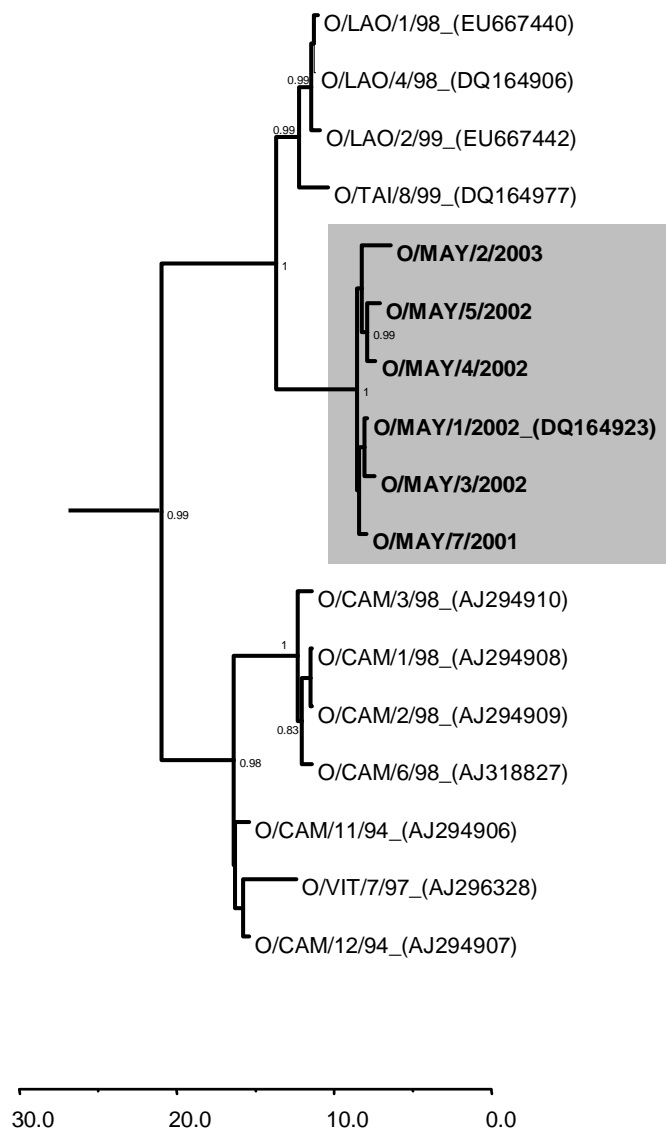 O/LAO/1/98_(EU667440)
0.99
O/LAO/4/98_(DQ164906)
0.99
O/LAO/2/99_(EU667442)
O/TAI/8/99_(DQ164977)
O/MAY/2/2003
1
O/MAY/5/2002
0.99
O/MAY/4/2002
1
O/MAY/1/2002_(DQ164923)
O/MAY/3/2002
0.99
O/MAY/7/2001
O/CAM/3/98_(AJ294910)
1
O/CAM/1/98_(AJ294908)
O/CAM/2/98_(AJ294909)
0.83
O/CAM/6/98_(AJ318827)
0.98
O/CAM/11/94_(AJ294906)
O/VIT/7/97_(AJ296328)
O/CAM/12/94_(AJ294907)
30.0 20.0 10.0 0.0